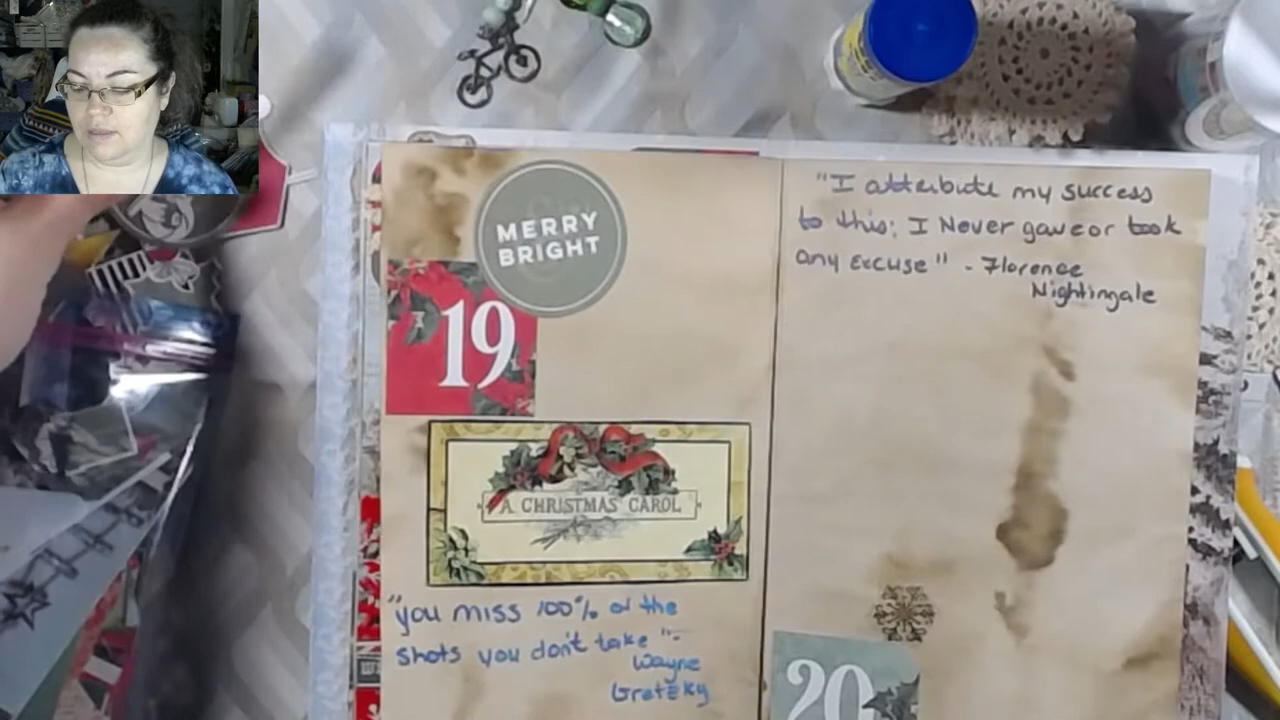 MERRY
BRIGHT
19
A CHRISTMAS CAROL
"you miss 100% of the
shots you don't take"-
Wayne
Gretzky
"I attribute my success
to this; I Never gave or took
any excuse" - Florence
Nightingale
20